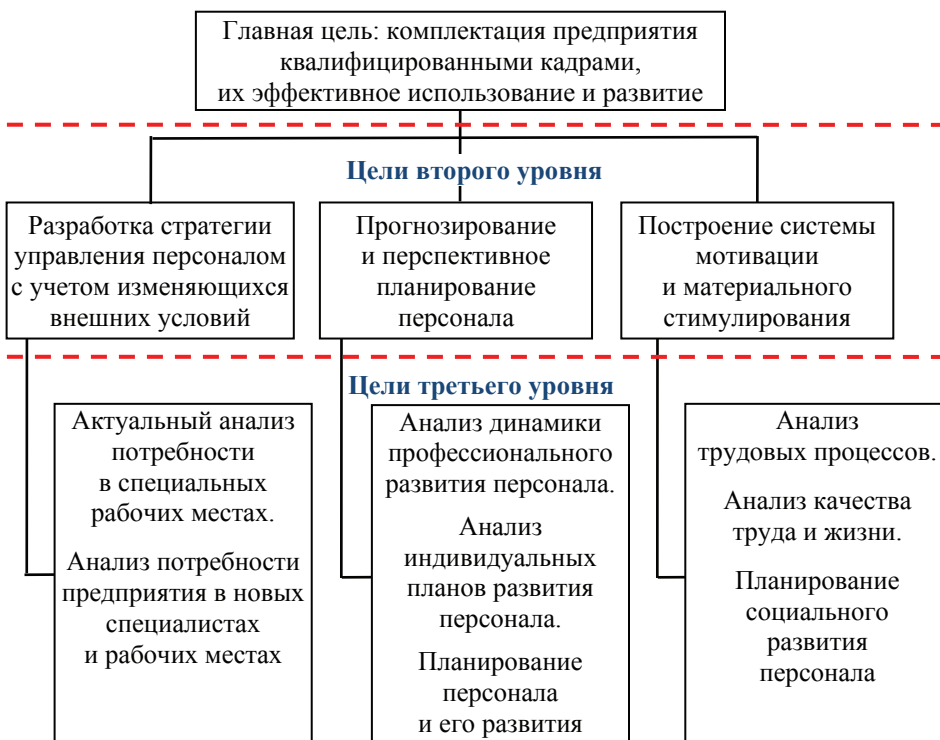 Главная цель: комплектация предприятия
квалифицированными кадрами,
их эффективное использование и развитие
Цели второго уровня
Разработка стратегии
управления персоналом
с учетом изменяющихся
внешних условий
Прогнозирование
и перспективное
планирование
персонала
Построение системы
мотивации
и материального
стимулирования
Цели третьего уровня
Актуальный анализ
потребности
в специальных
рабочих местах.
Анализ потребности
предприятия в новых
специалистах
и рабочих местах
Анализ динамики
профессионального
развития персонала.
Анализ
индивидуальных
планов развития
персонала.
Планирование
персонала
и его развития
Анализ
трудовых процессов.
Анализ качества
труда и жизни.
Планирование
социального
развития
персонала